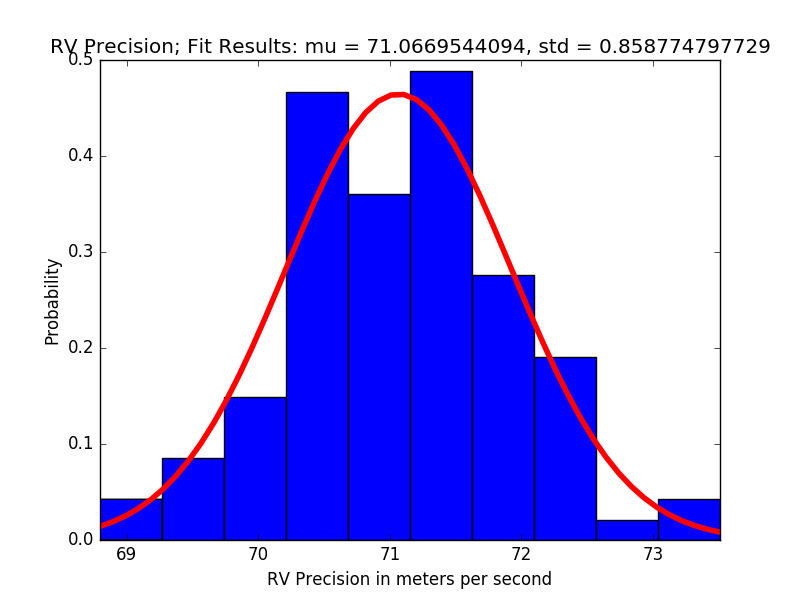 RV Precision; Fit Results: mu = 71.0669544094, std = 0.858774797729
0.5
0.4
0.3
0.2
0.1
0.0
Probability
69 70 71 72 73
RV Precision in meters per second